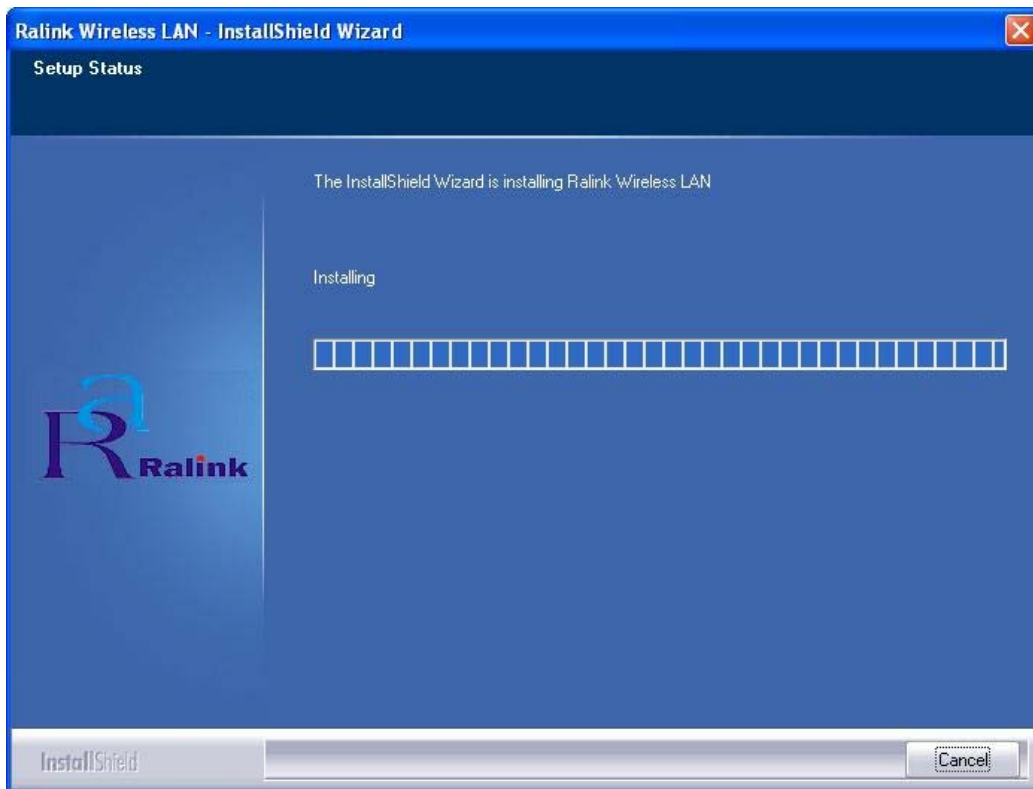 Ralink Wireless LAN - InstallShield Wizard
Setup Status
The InstallShield Wizard is installing Ralink Wireless LAN
Installing
Ra
Ralink
InstallShield
Cancel